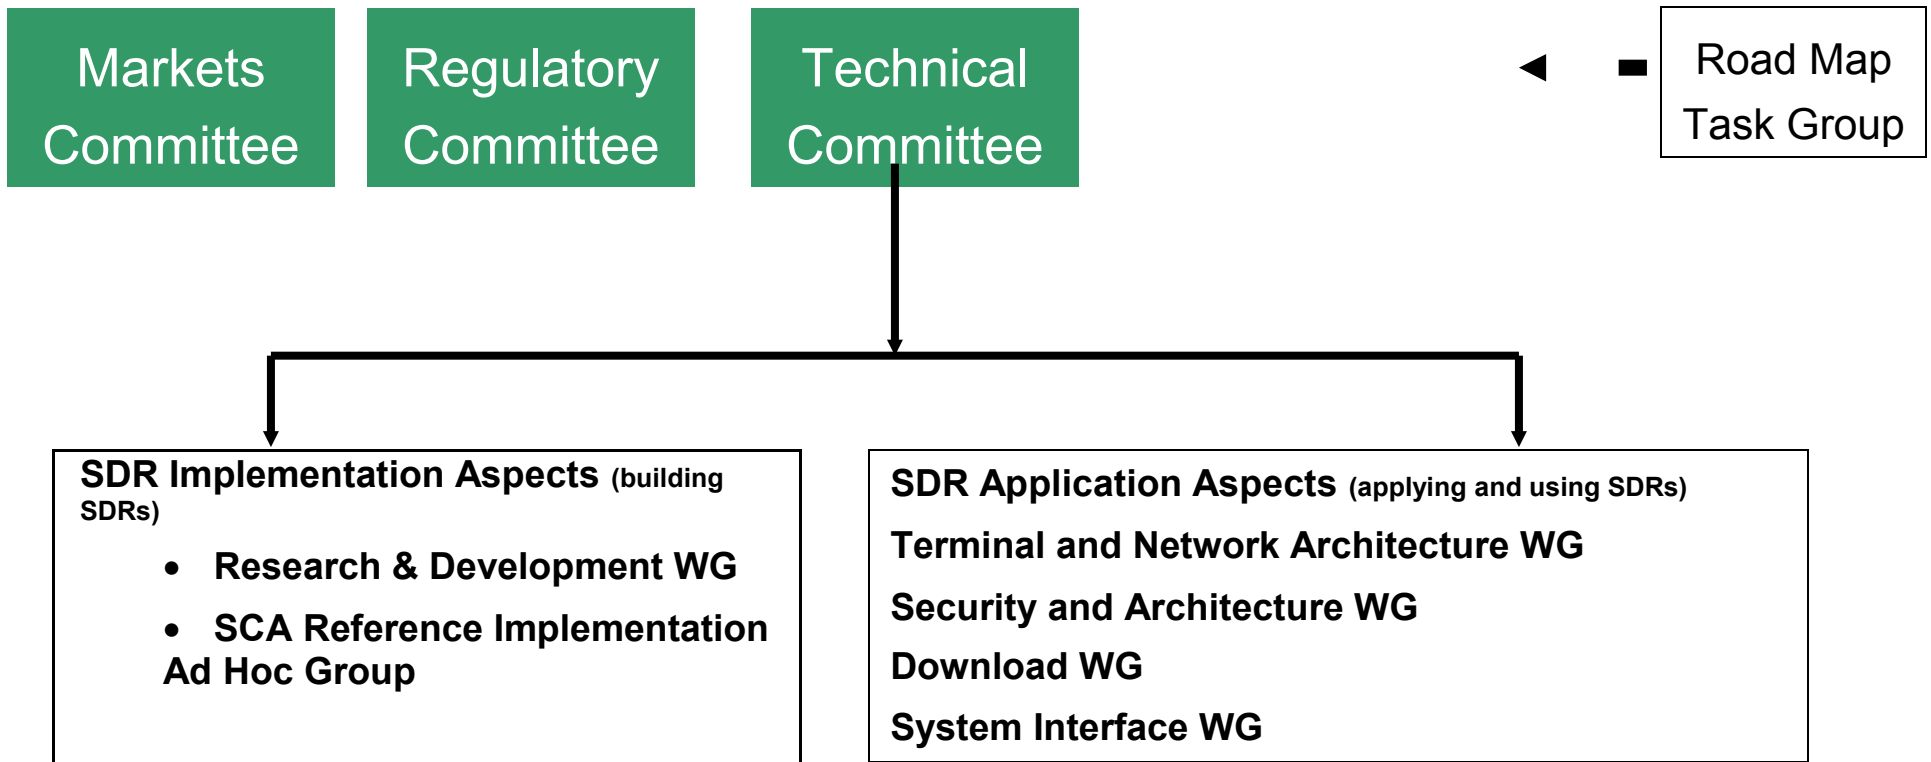 Markets
Committee
Regulatory
Committee
Technical
Committee
Road Map
Task Group
SDR Implementation Aspects (building
SDRs)
• Research & Development WG
• SCA Reference Implementation
Ad Hoc Group
SDR Application Aspects (applying and using SDRs)
Terminal and Network Architecture WG
Security and Architecture WG
Download WG
System Interface WG